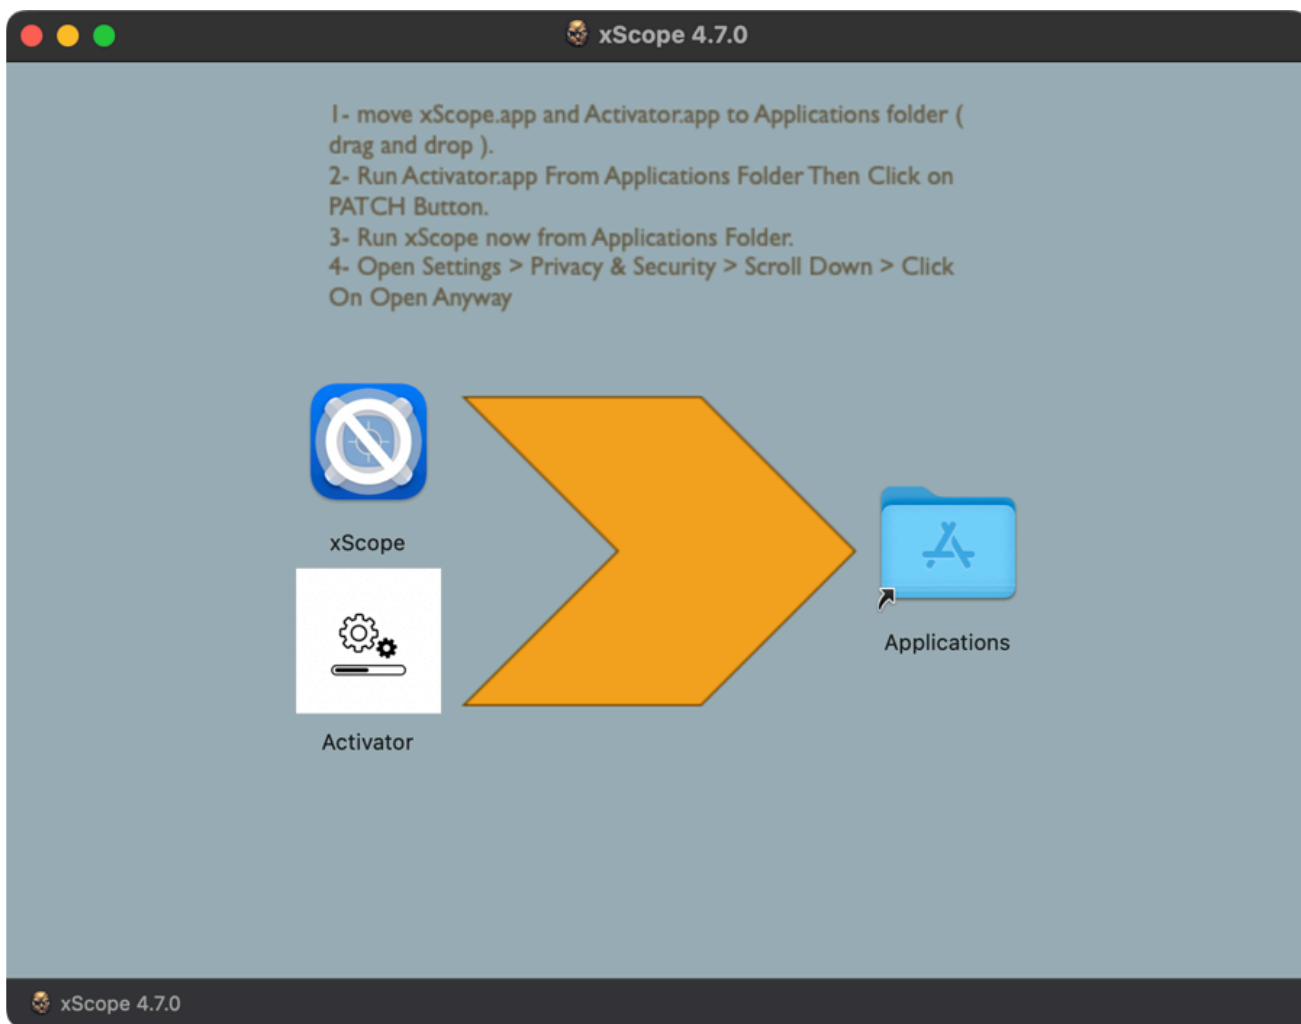 xScope 4.7.0
1- move xScope.app and Activator.app to Applications folder (
drag and drop ).
2- Run Activator.app From Applications Folder Then Click on
PATCH Button.
3- Run xScope now from Applications Folder.
4- Open Settings > Privacy & Security > Scroll Down > Click
On Open Anyway
xScope
Activator
Applications
xScope 4.7.0